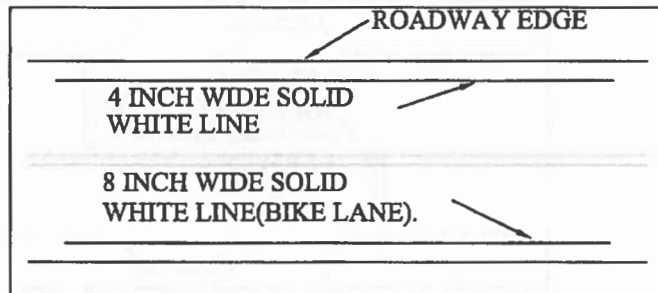 ROADWAY EDGE
4 INCH WIDE SOLID
WHITE LINE
8 INCH WIDE SOLID
WHITE LINE(BIKE LANE).